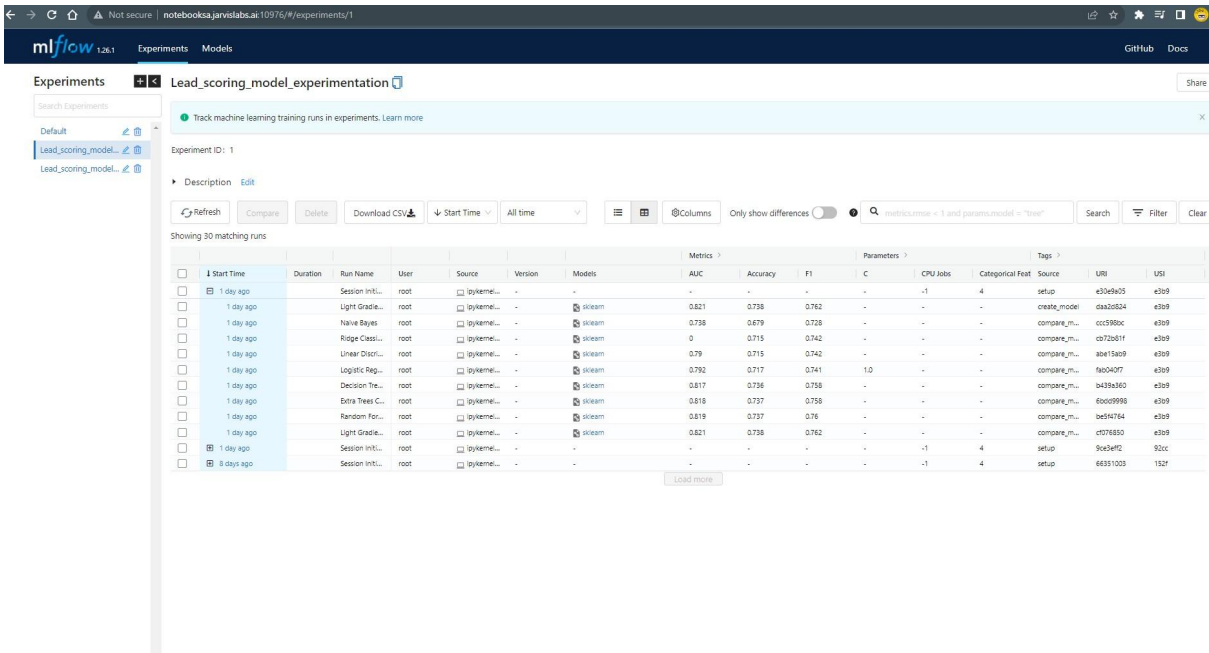 Not secure | notebooksa.jarvislabs.ai:10976/#/experiments/1
mlflow 1.26.1 Experiments Models GitHub Docs
Experiments + < Lead_scoring_model_experimentation Share
Search Experiments
Track machine learning training runs in experiments. Learn more
Default
Lead_scoring_model...
Experiment ID: 1
Lead_scoring_model...
Description Edit
Refresh Compare Delete Download CSV Start Time All time Columns Only show differences metrics.rmse < 1 and params.model = "tree" Search Filter Clear
Showing 30 matching runs
Metrics > Parameters > Tags >
↓ Start Time Duration Run Name User Source Version Models AUC Accuracy F1 C CPU Jobs Categorical Feat Source URI USI
1 day ago Session Initi... root ipykernel... - - - - - - -1 4 setup e30e9a05 e3b9
1 day ago Light Gradie... root ipykernel... - sklearn 0.821 0.738 0.762 - - - create_model daa2d824 e3b9
1 day ago Naive Bayes root ipykernel... - sklearn 0.738 0.679 0.728 - - - compare_m... ccc598bc e3b9
1 day ago Ridge Classi... root ipykernel... - sklearn 0 0.715 0.742 - - - compare_m... cb72b81f e3b9
1 day ago Linear Discri... root ipykernel... - sklearn 0.79 0.715 0.742 - - - compare_m... abe15ab9 e3b9
1 day ago Logistic Reg... root ipykernel... - sklearn 0.792 0.717 0.741 1.0 - - compare_m... fab040f7 e3b9
1 day ago Decision Tre... root ipykernel... - sklearn 0.817 0.736 0.758 - - - compare_m... b439a360 e3b9
1 day ago Extra Trees C... root ipykernel... - sklearn 0.818 0.737 0.758 - - - compare_m... 6bdd9998 e3b9
1 day ago Random For... root ipykernel... - sklearn 0.819 0.737 0.76 - - - compare_m... be5f4764 e3b9
1 day ago Light Gradie... root ipykernel... - sklearn 0.821 0.738 0.762 - - - compare_m... cf076850 e3b9
1 day ago Session Initi... root ipykernel... - - - - - - -1 4 setup 9ce3eff2 92cc
8 days ago Session Initi... root ipykernel... - - - - - - -1 4 setup 66351003 152f
Load more